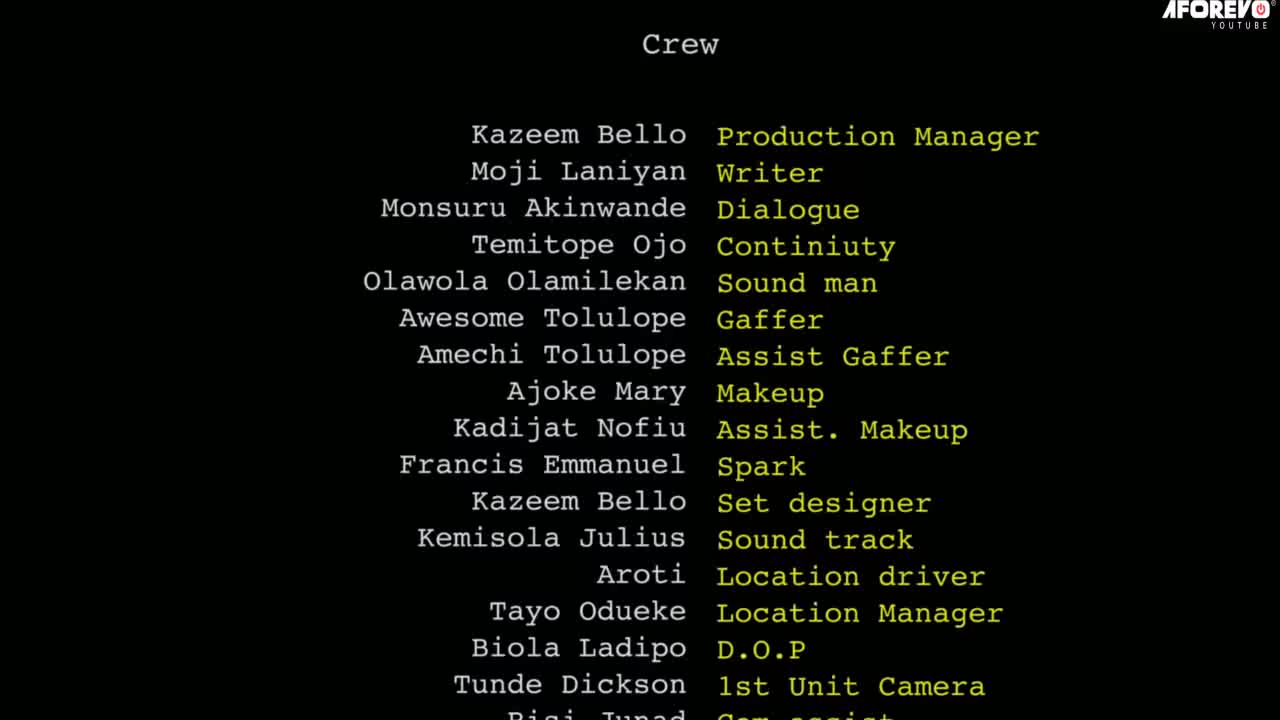 AFOREVO
YOUTUBE
Crew
Kazeem Bello Production Manager
Moji Laniyan Writer
Monsuru Akinwande Dialogue
Temitope Ojo Continiuty
Olawola Olamilekan Sound man
Awesome Tolulope Gaffer
Amechi Tolulope Assist Gaffer
Ajoke Mary Makeup
Kadijat Nofiu Assist. Makeup
Francis Emmanuel Spark
Kazeem Bello Set designer
Kemisola Julius Sound track
Aroti Location driver
Tayo Odueke Location Manager
Biola Ladipo D.O.P
Tunde Dickson 1st Unit Camera